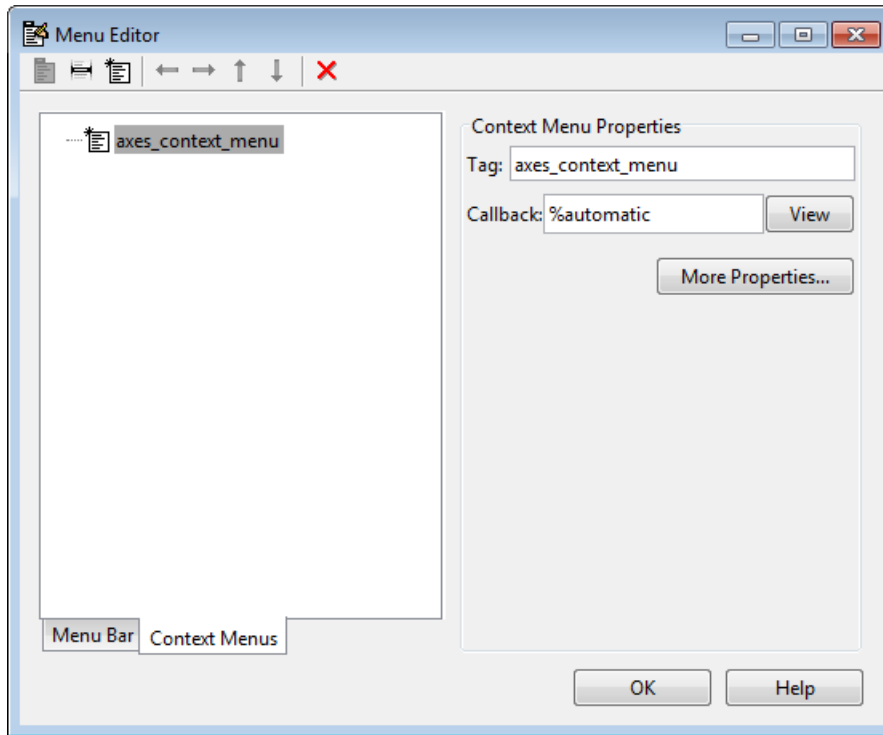 Menu Editor
axes_context_menu
Context Menu Properties
Tag: axes_context_menu
Callback: %automatic View
More Properties...
Menu Bar Context Menus
OK Help